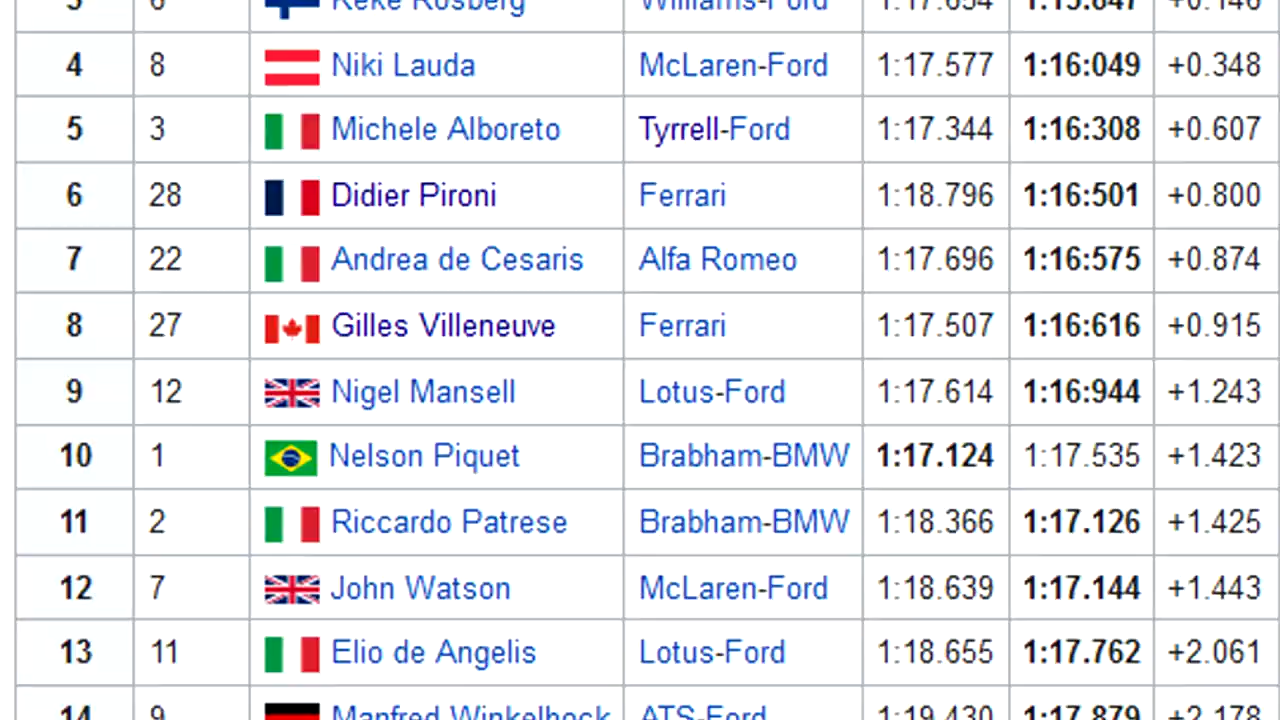 3 6 Keke Rosberg Williams-Ford 1:17.654 1:15.847 +0.146
4 8 Niki Lauda McLaren-Ford 1:17.577 1:16:049 +0.348
5 3 Michele Alboreto Tyrrell-Ford 1:17.344 1:16:308 +0.607
6 28 Didier Pironi Ferrari 1:18.796 1:16:501 +0.800
7 22 Andrea de Cesaris Alfa Romeo 1:17.696 1:16:575 +0.874
8 27 Gilles Villeneuve Ferrari 1:17.507 1:16:616 +0.915
9 12 Nigel Mansell Lotus-Ford 1:17.614 1:16:944 +1.243
10 1 Nelson Piquet Brabham-BMW 1:17.124 1:17.535 +1.423
11 2 Riccardo Patrese Brabham-BMW 1:18.366 1:17.126 +1.425
12 7 John Watson McLaren-Ford 1:18.639 1:17.144 +1.443
13 11 Elio de Angelis Lotus-Ford 1:18.655 1:17.762 +2.061
14 9 Manfred Winkelhock ATS-Ford 1:19.430 1:17.879 +2.178